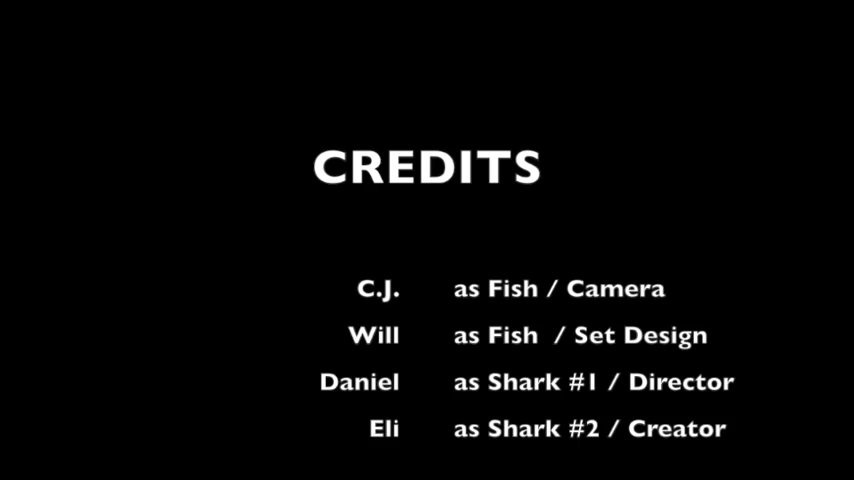 CREDITS
C.J. as Fish / Camera
Will as Fish / Set Design
Daniel as Shark #1 / Director
Eli as Shark #2 / Creator